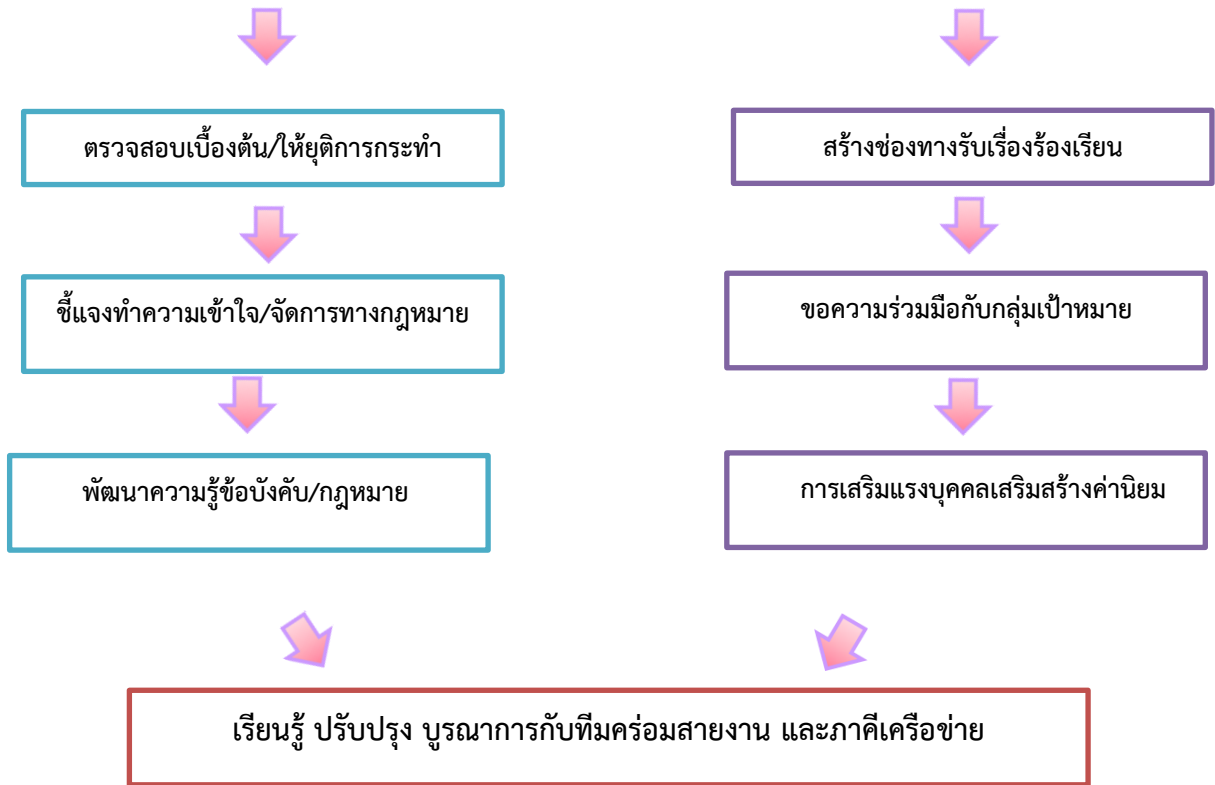 ตรวจสอบเบื้องต้น/ให้ยุติการกระทำ
สร้างช่องทางรับเรื่องร้องเรียน
ชี้แจงทำความเข้าใจ/จัดการทางกฎหมาย
ขอความร่วมมือกับกลุ่มเป้าหมาย
พัฒนาความรู้ข้อบังคับ/กฎหมาย
การเสริมแรงบุคคลเสริมสร้างค่านิยม
เรียนรู้ ปรับปรุง บูรณาการกับทีมคร่อมสายงาน และภาคีเครือข่าย